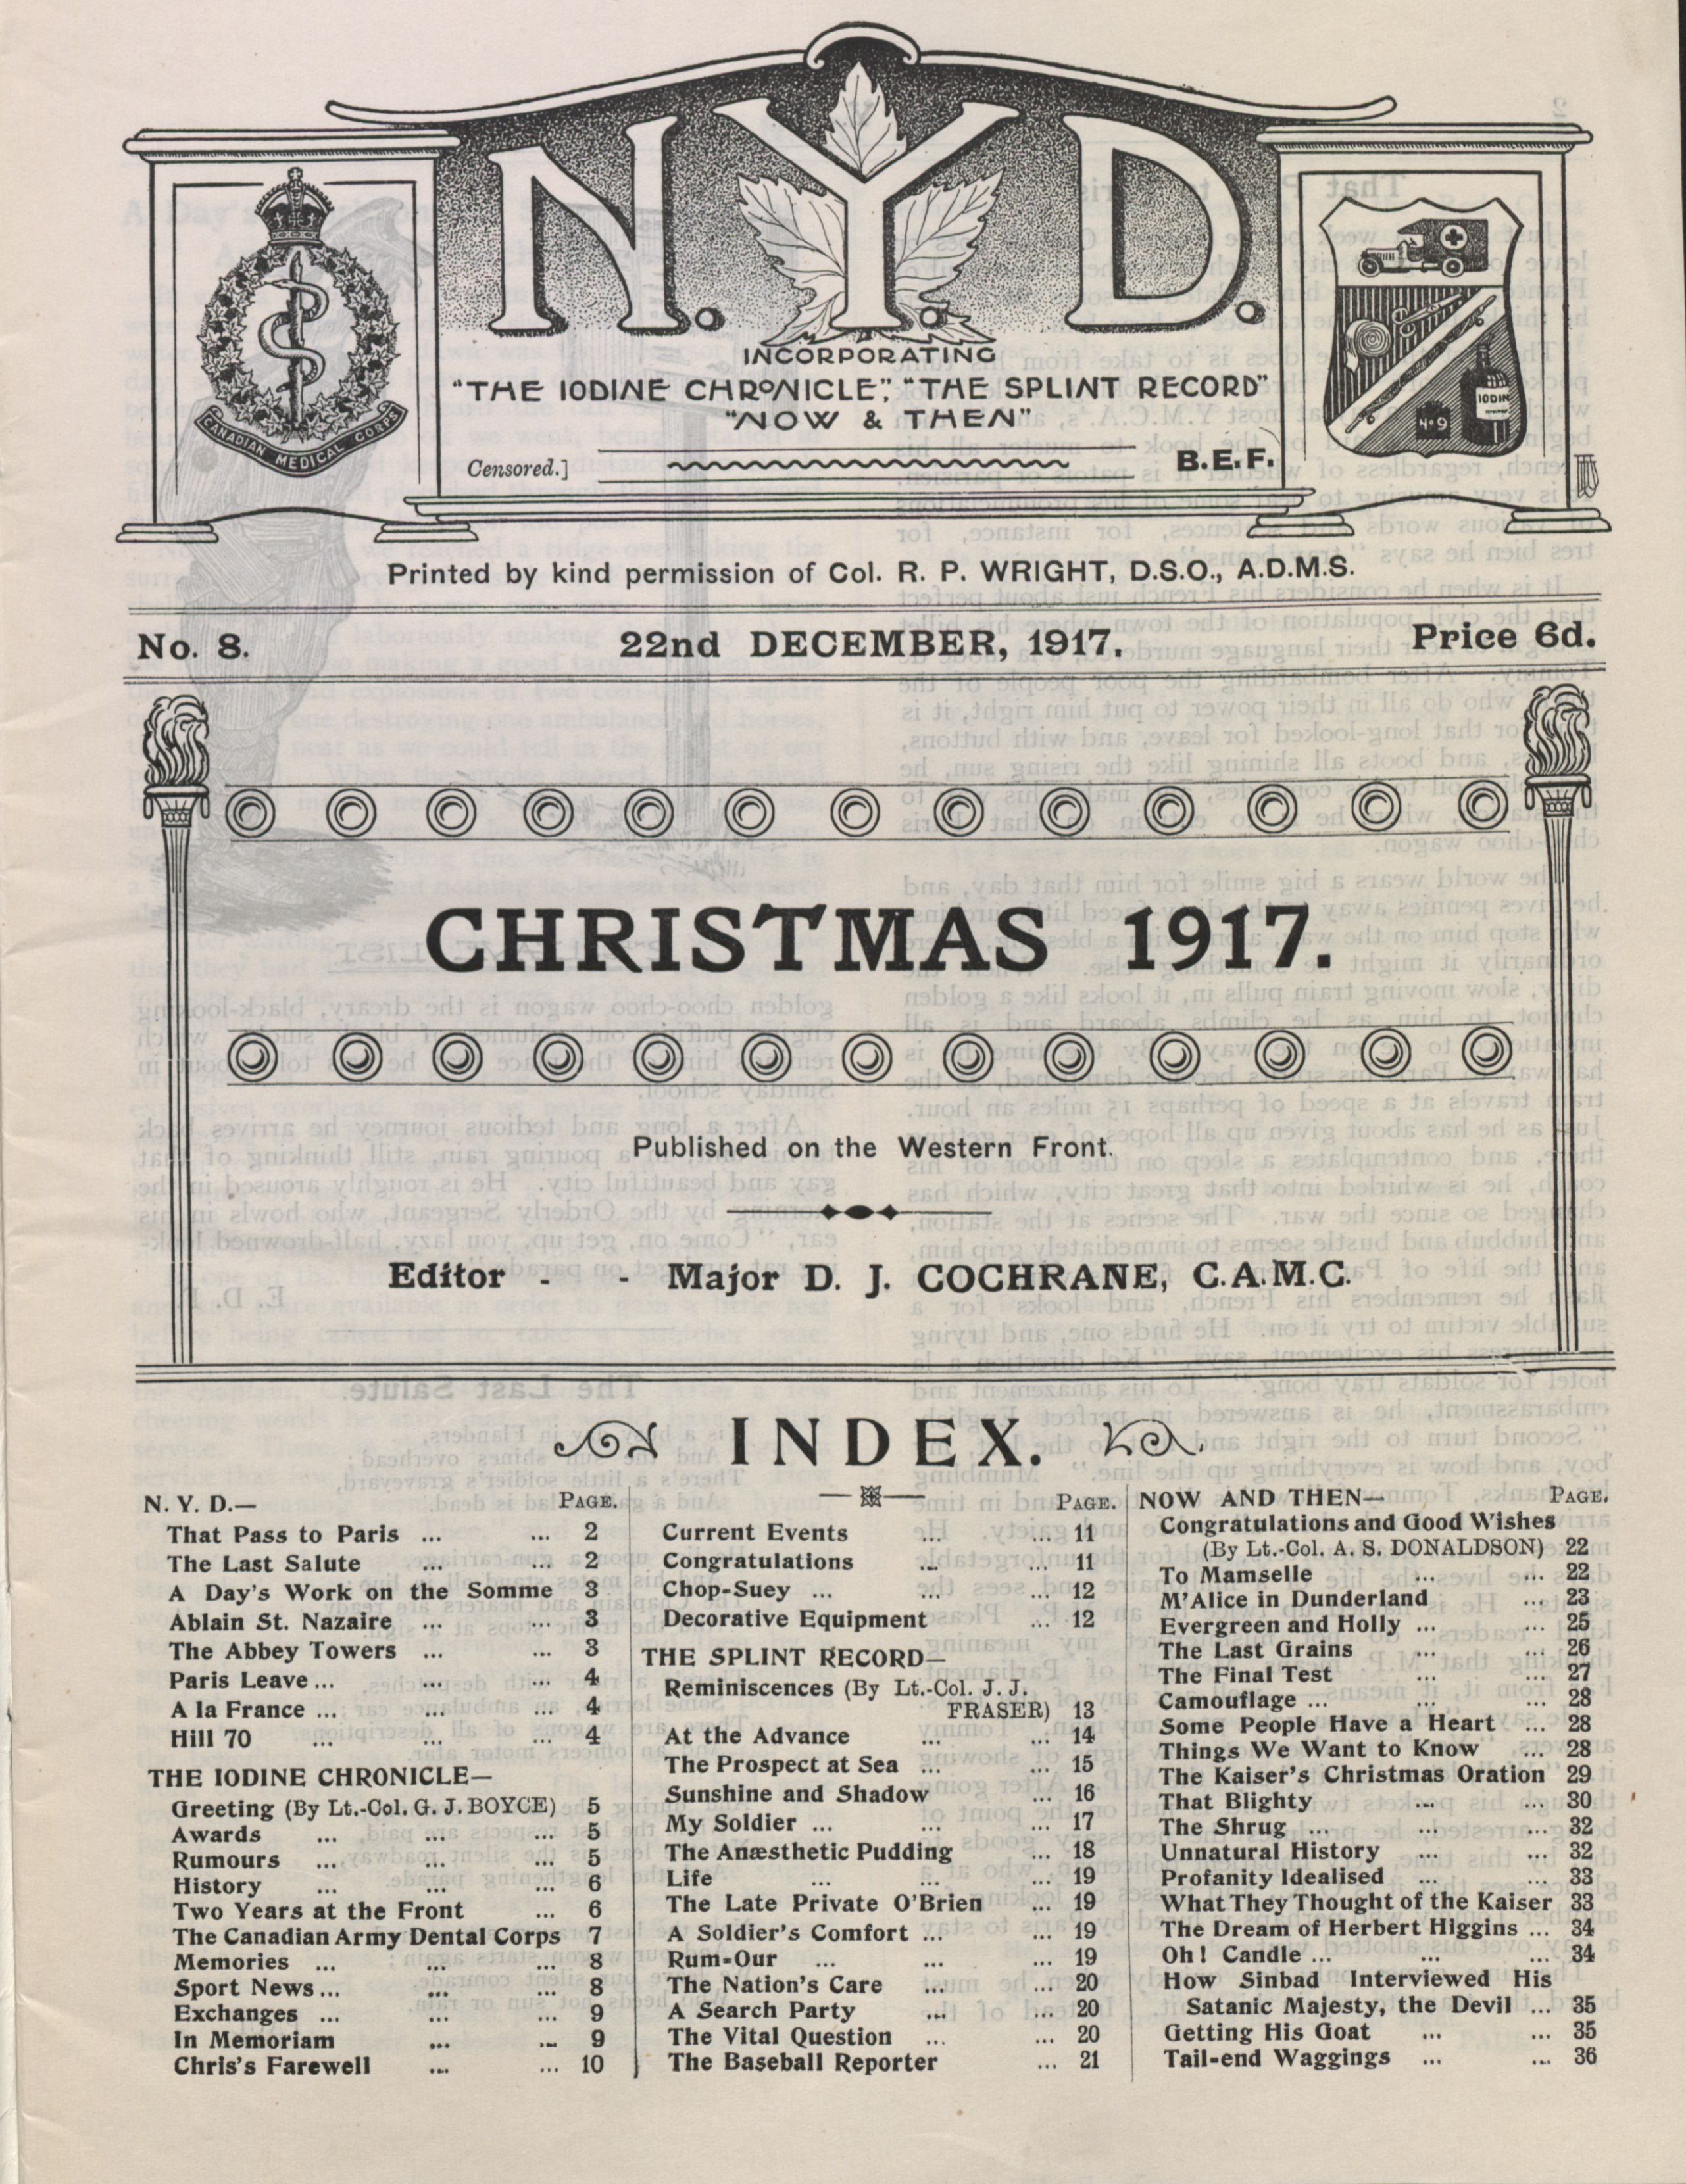 N.Y.D.
CANADIAN MEDICAL CORPS
IODINE
No 9
INCORPORATING
"THE IODINE CHRONICLE", "THE SPLINT RECORD"
"NOW & THEN"
Censored.]
B.E.F.
Printed by kind permission of Col. R. P. WRIGHT, D.S.O., A.D.M.S.
No. 8. 22nd DECEMBER, 1917. Price 6d.
CHRISTMAS 1917.
Published on the Western Front.
Editor - - Major D. J. COCHRANE, C.A.M.C.
INDEX.
N. Y. D.— PAGE.
That Pass to Paris ... ... 2
The Last Salute ... ... 2
A Day's Work on the Somme 3
Ablain St. Nazaire ... ... 3
The Abbey Towers ... ... 3
Paris Leave ... ... ... 4
A la France ... ... ... 4
Hill 70 ... ... ... 4
THE IODINE CHRONICLE—
Greeting (By Lt.-Col. G. J. BOYCE) 5
Awards ... ... ... 5
Rumours ... ... ... 5
History ... ... ... 6
Two Years at the Front ... 6
The Canadian Army Dental Corps 7
Memories ... ... ... 8
Sport News ... ... ... 8
Exchanges ... ... ... 9
In Memoriam ... ... 9
Chris's Farewell ... ... 10
PAGE.
Current Events ... ... 11
Congratulations ... ... 11
Chop-Suey ... ... ... 12
Decorative Equipment ... 12
THE SPLINT RECORD—
Reminiscences (By Lt.-Col. J. J.
FRASER) 13
At the Advance ... ... 14
The Prospect at Sea ... ... 15
Sunshine and Shadow ... 16
My Soldier ... ... ... 17
The Anæsthetic Pudding ... 18
Life ... ... ... 19
The Late Private O'Brien ... 19
A Soldier's Comfort ... ... 19
Rum-Our ... ... ... 19
The Nation's Care ... ... 20
A Search Party ... ... 20
The Vital Question ... ... 20
The Baseball Reporter ... 21
NOW AND THEN— PAGE.
Congratulations and Good Wishes
(By Lt.-Col. A. S. DONALDSON) 22
To Mamselle ... ... 22
M'Alice in Dunderland ... 23
Evergreen and Holly ... ... 25
The Last Grains ... ... 26
The Final Test ... ... 27
Camouflage ... ... ... 28
Some People Have a Heart ... 28
Things We Want to Know ... 28
The Kaiser's Christmas Oration 29
That Blighty ... ... 30
The Shrug ... ... ... 32
Unnatural History ... ... 32
Profanity Idealised ... ... 33
What They Thought of the Kaiser 33
The Dream of Herbert Higgins ... 34
Oh! Candle ... ... ... 34
How Sinbad Interviewed His
Satanic Majesty, the Devil ... 35
Getting His Goat ... ... 35
Tail-end Waggings ... ... 36